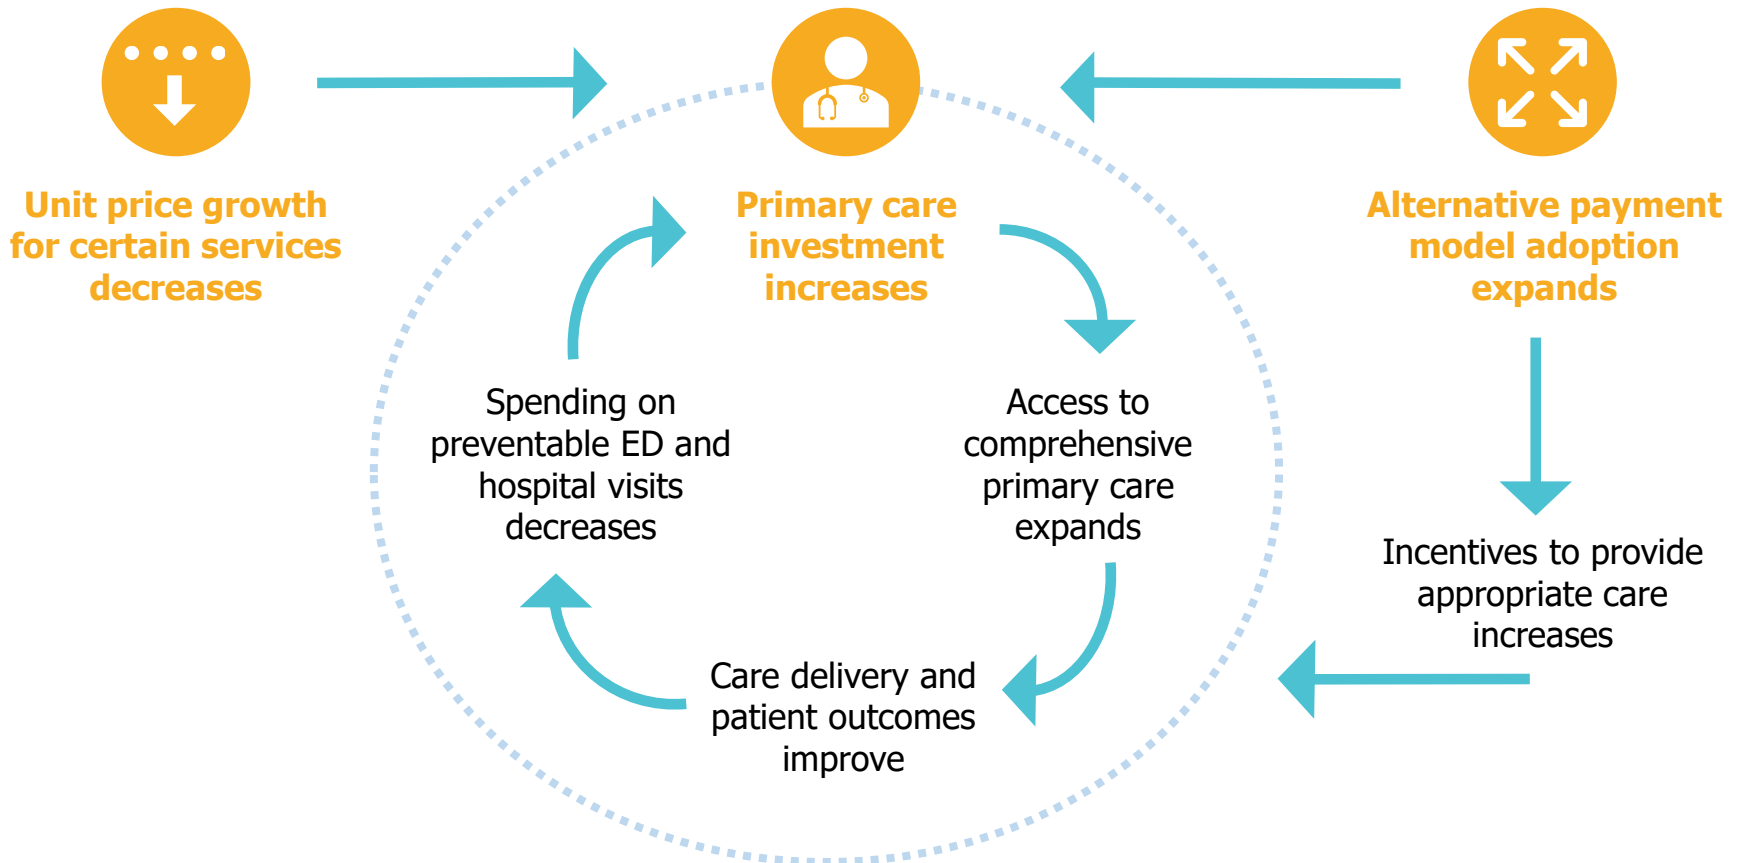 Unit price growth
for certain services
decreases
Primary care
investment
increases
Alternative payment
model adoption
expands
Spending on
preventable ED and
hospital visits
decreases
Access to
comprehensive
primary care
expands
Incentives to provide
appropriate care
increases
Care delivery and
patient outcomes
improve